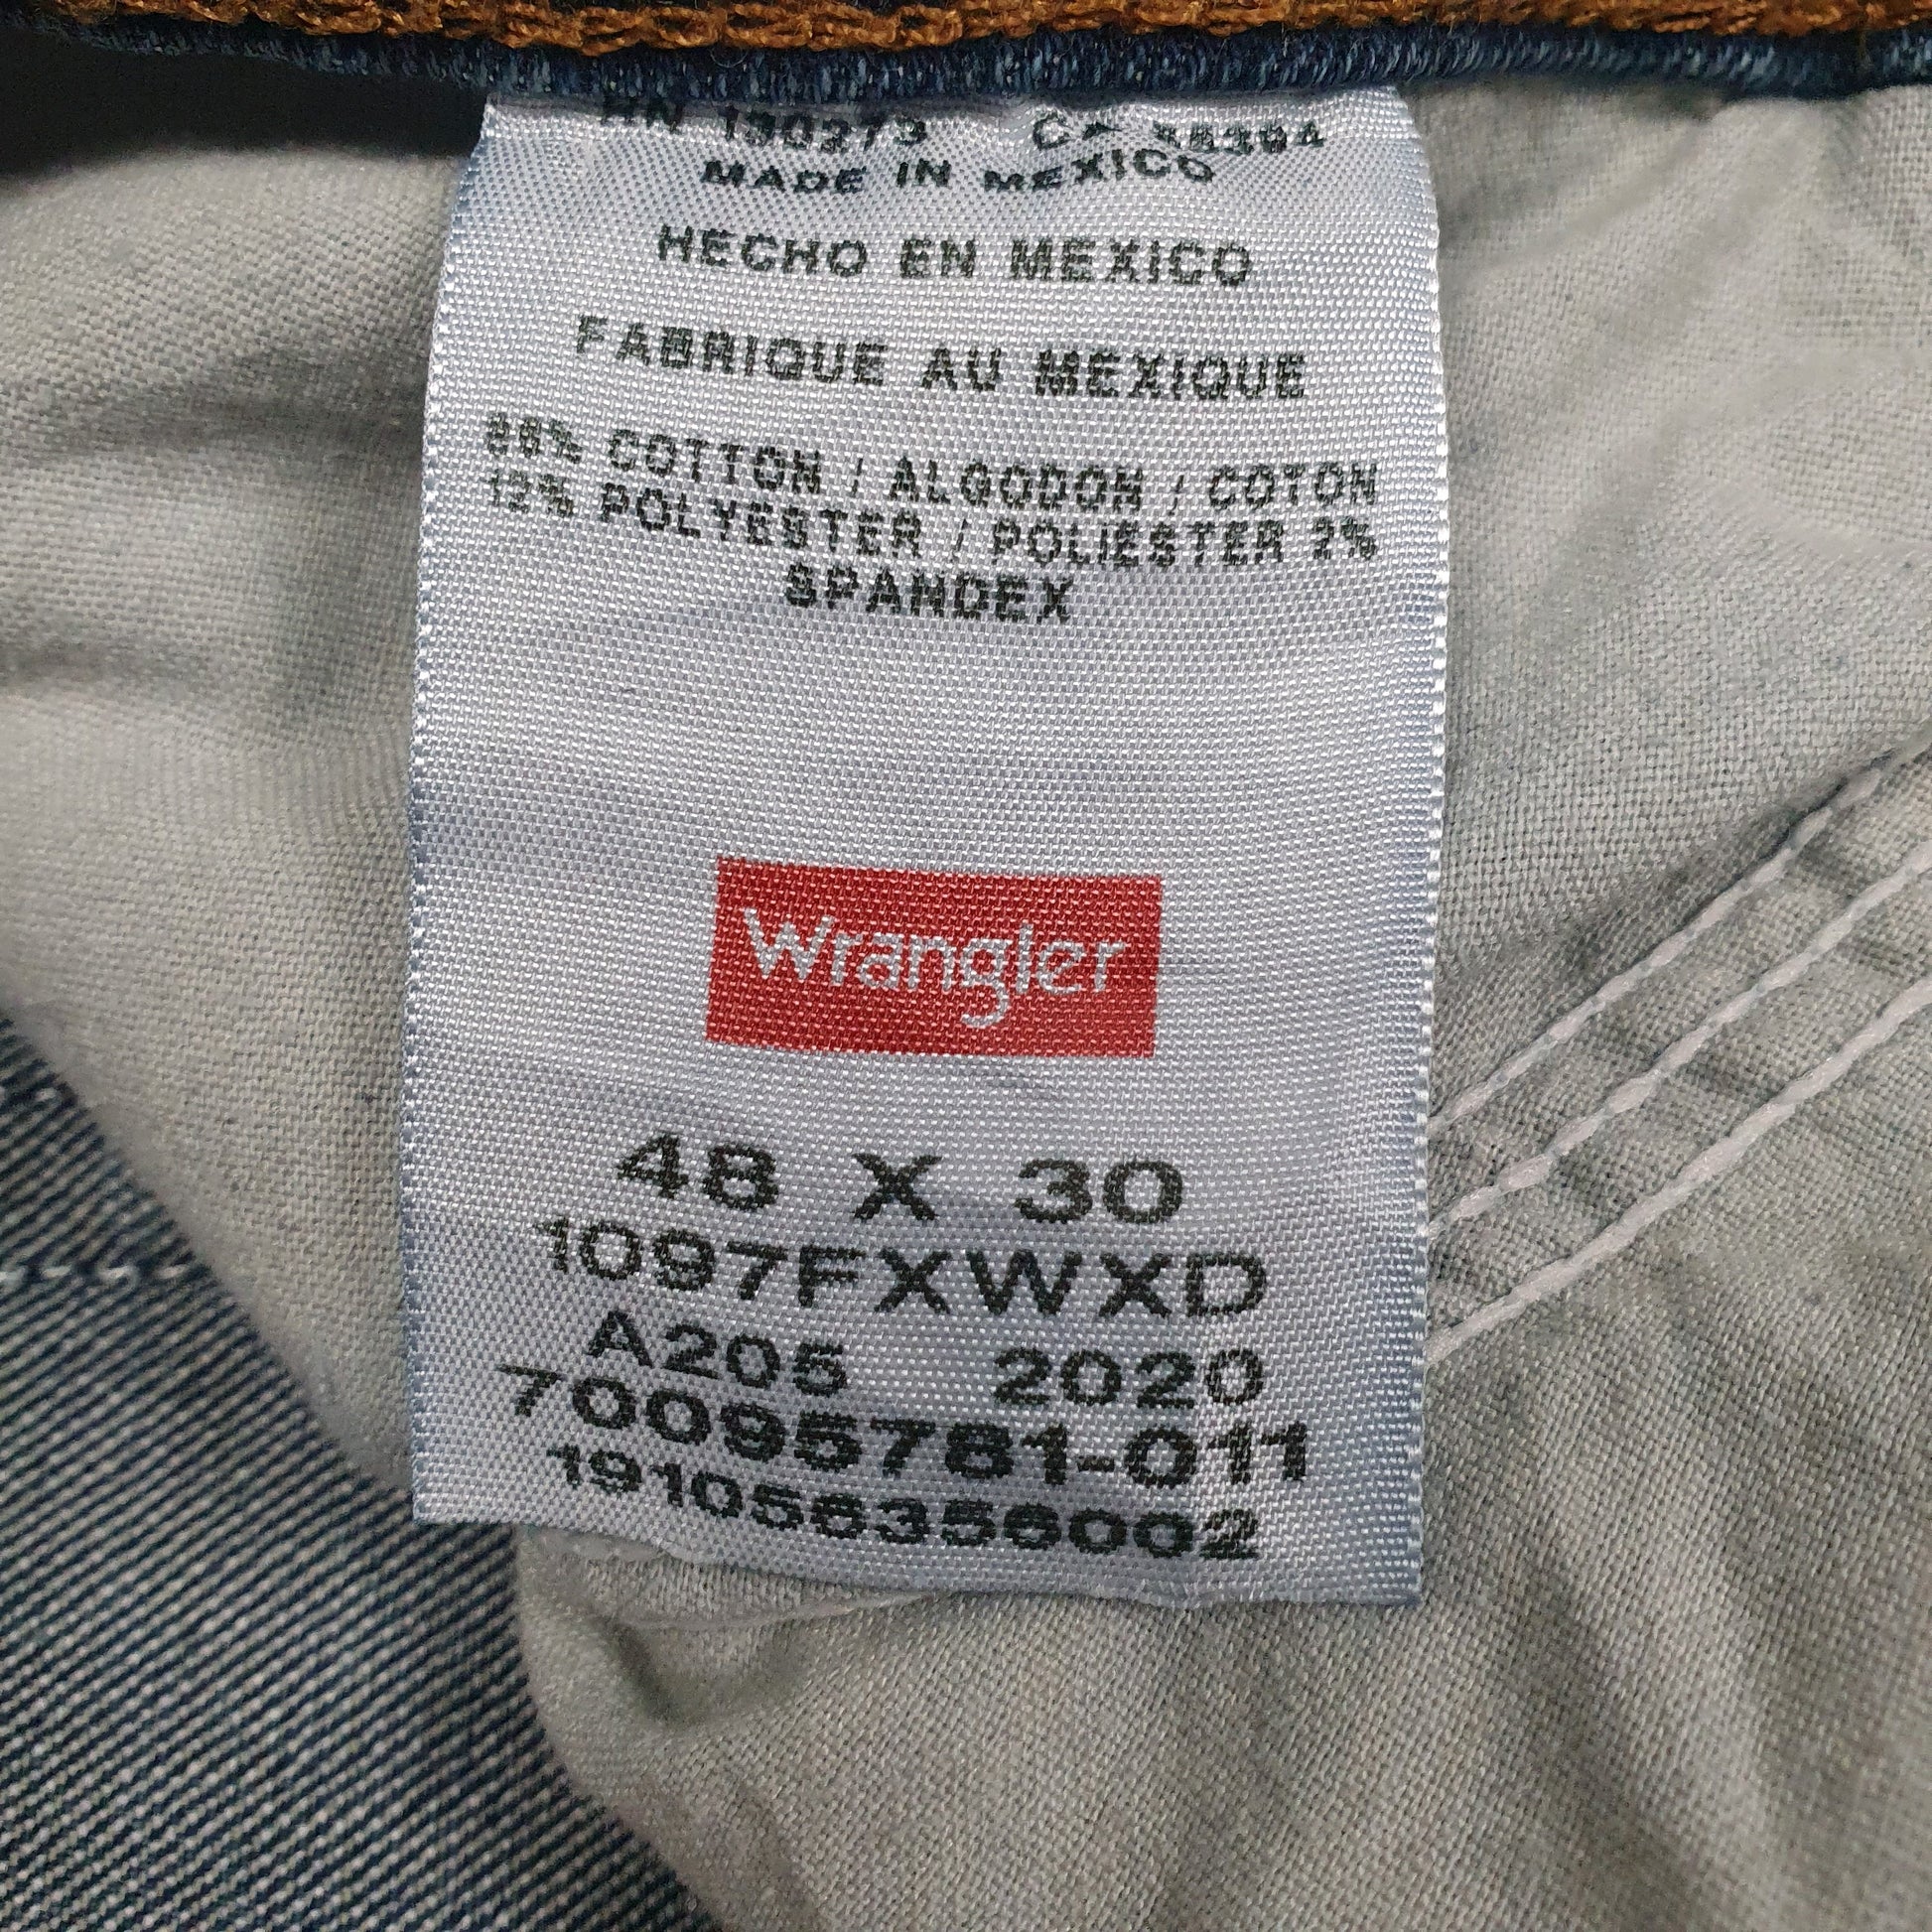 RN 130273 CA
MADE IN MEXICO
HECHO EN MEXICO
FABRIQUE AU MEXIQUE
86% COTTON / ALGODON / COTON
12% POLYESTER / POLIESTER 2%
SPANDEX
Wrangler
48 X 30
1097FXWXD
A205 2020
70095781-011
191056356002